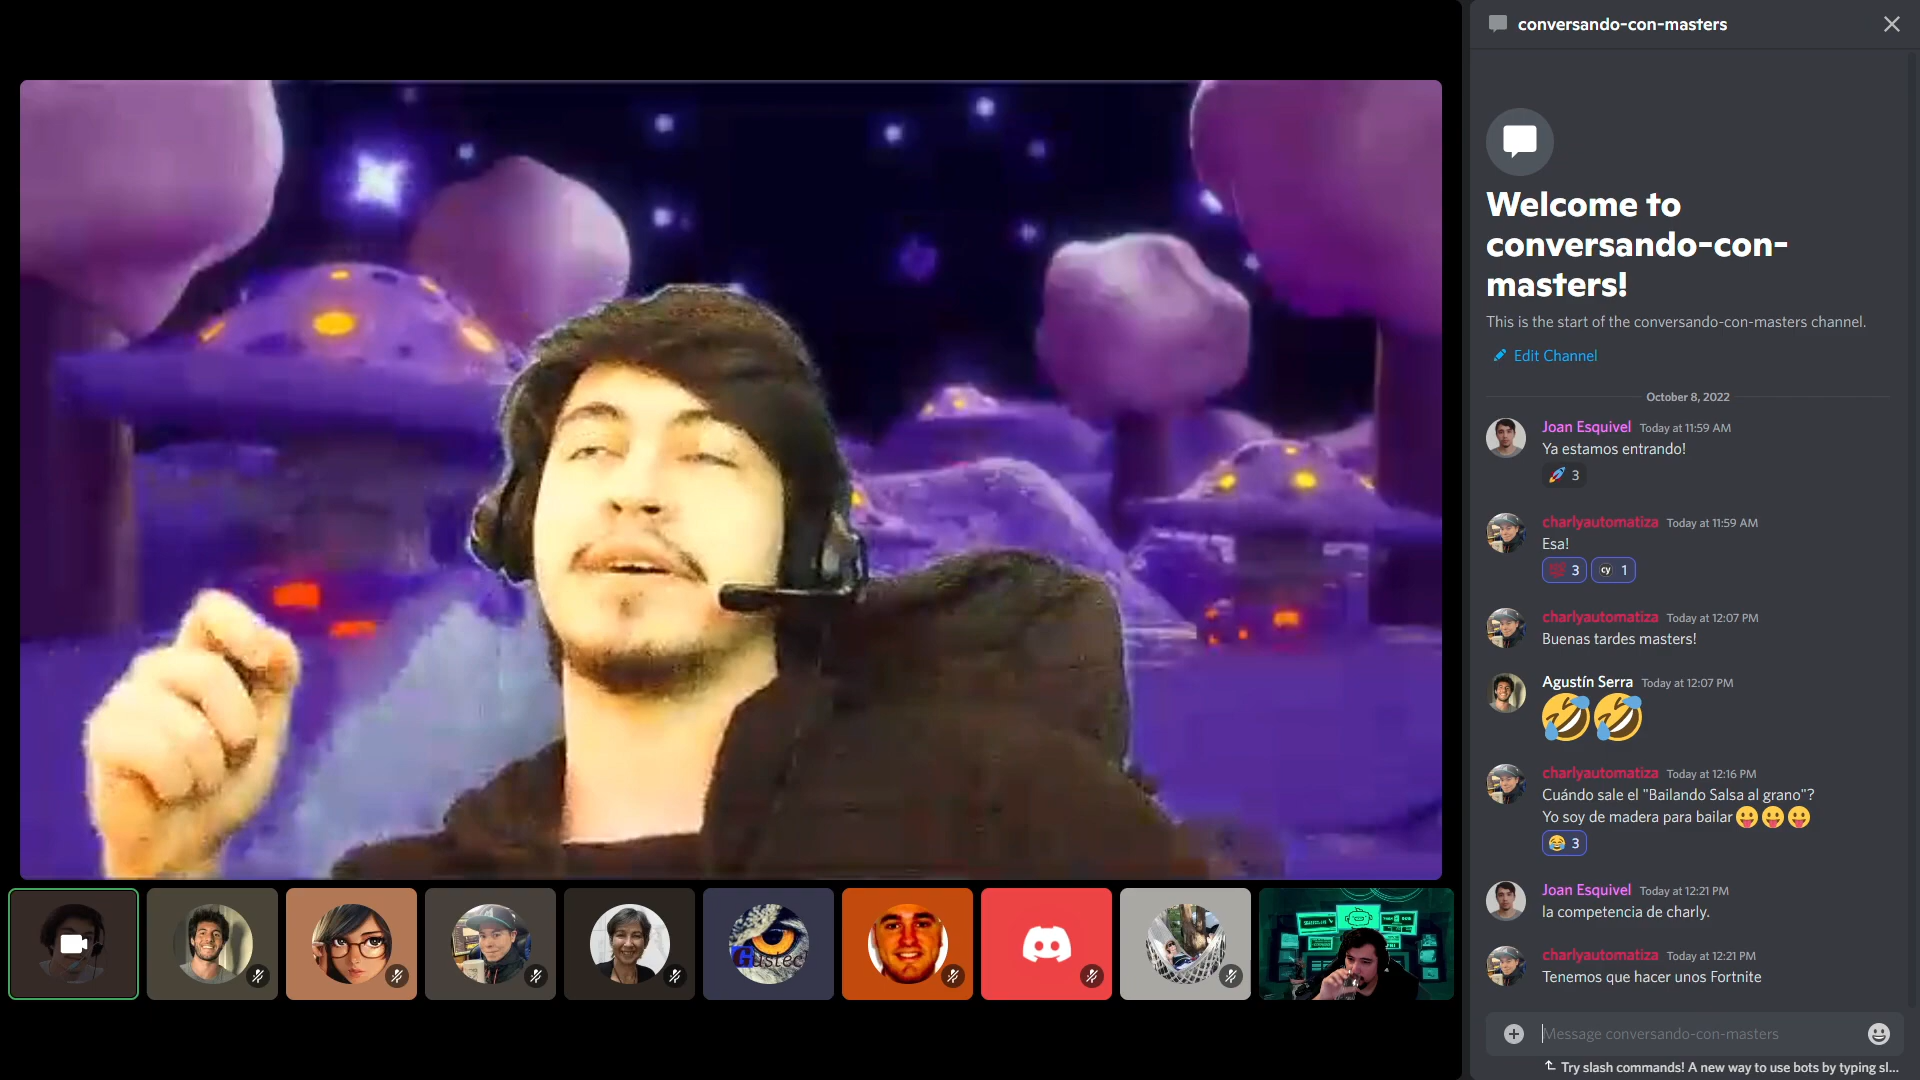 conversando-con-masters
Welcome to
conversando-con-
masters!
This is the start of the conversando-con-masters channel.
Edit Channel
October 8, 2022
Joan Esquivel Today at 11:59 AM
Ya estamos entrando!
3
charlyautomatiza Today at 11:59 AM
Esa!
3 cy 1
charlyautomatiza Today at 12:07 PM
Buenas tardes masters!
Agustín Serra Today at 12:07 PM
charlyautomatiza Today at 12:16 PM
Cuándo sale el "Bailando Salsa al grano"?
Yo soy de madera para bailar
3
Joan Esquivel Today at 12:21 PM
la competencia de charly.
charlyautomatiza Today at 12:21 PM
Tenemos que hacer unos Fortnite
Message conversando-con-masters
Try slash commands! A new way to use bots by typing sl...